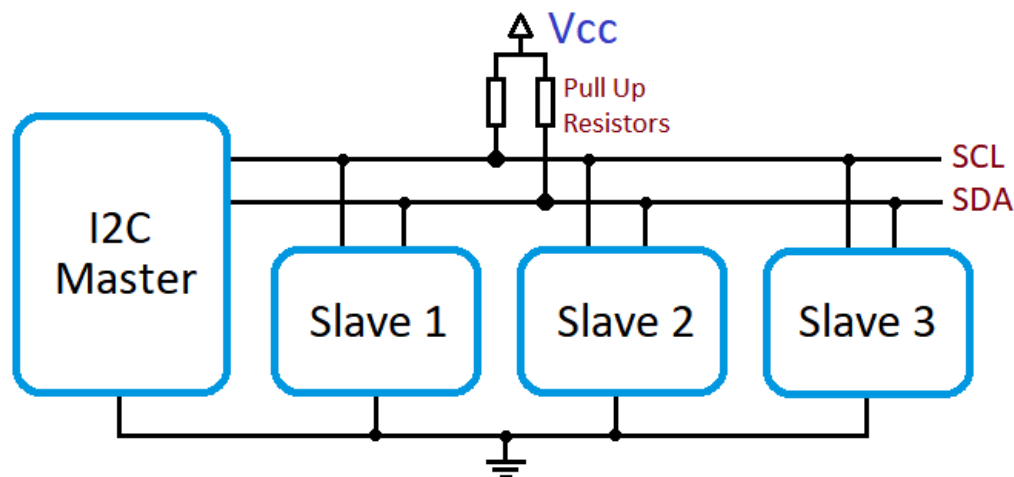 Vcc
Pull Up
Resistors
SCL
SDA
I2C
Master
Slave 1
Slave 2
Slave 3